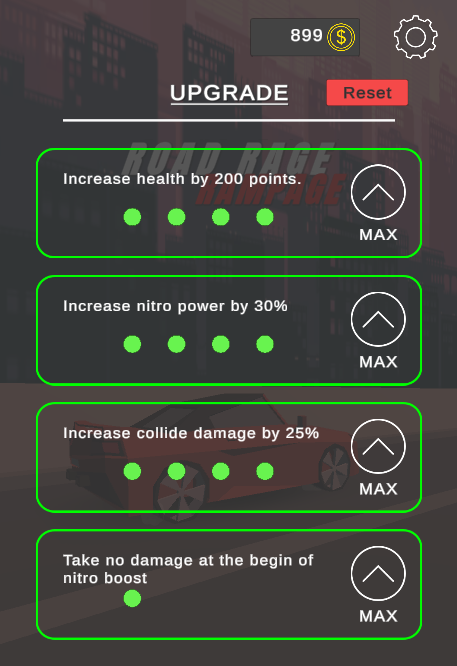 899
UPGRADE
Reset
ROAD RAGE
RAMPAGE
Increase health by 200 points.
MAX
Increase nitro power by 30%
MAX
Increase collide damage by 25%
MAX
Take no damage at the begin of
nitro boost
MAX